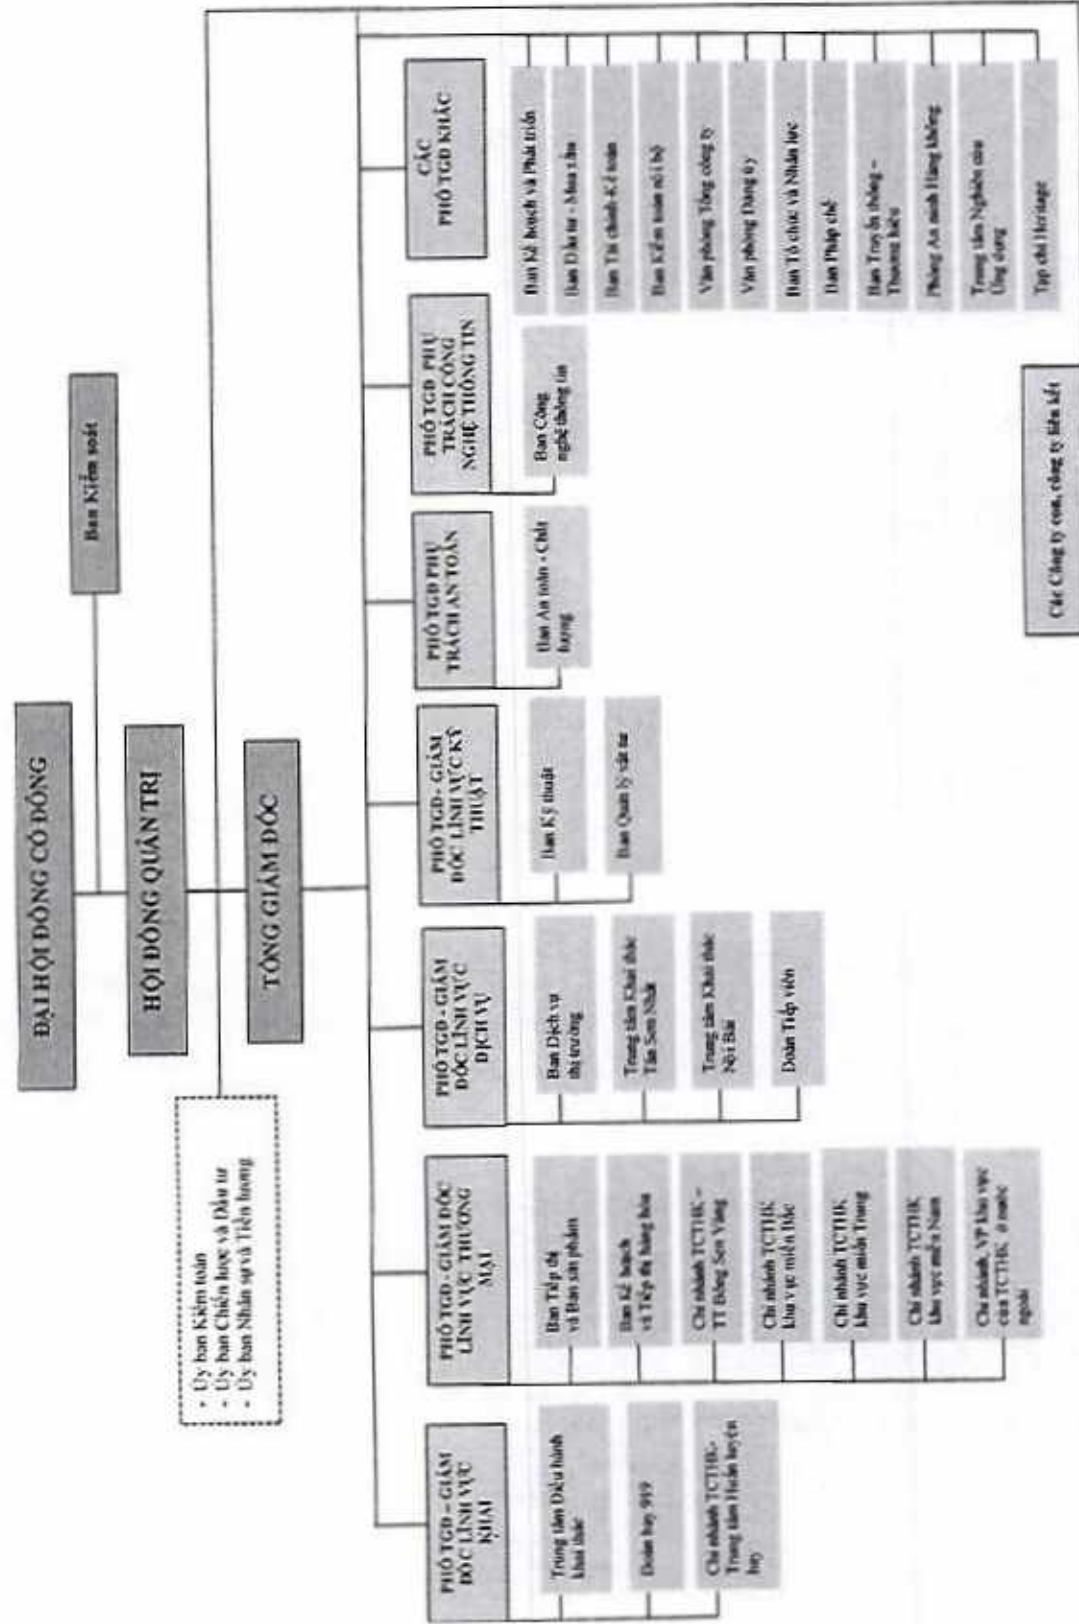 ĐẠI HỘI ĐỒNG CỔ ĐÔNG
Ban Kiểm soát
HỘI ĐỒNG QUẢN TRỊ
• Ủy ban Kiểm toán
• Ủy ban Chiến lược và Đầu tư
• Ủy ban Nhân sự và Tiền lương
TỔNG GIÁM ĐỐC
PHÓ TGĐ – GIÁM
ĐỐC LĨNH VỰC
KHAI
Trung tâm Điều hành
khai thác
Đoàn bay 919
Chi nhánh TCTHK-
Trung tâm Huấn luyện
bay
PHÓ TGĐ - GIÁM ĐỐC
LĨNH VỰC THƯƠNG
MẠI
Ban Tiếp thị
và Bán sản phẩm
Ban Kế hoạch
và Tiếp thị hàng hóa
Chi nhánh TCTHK –
TT Bông Sen Vàng
Chi nhánh TCTHK
khu vực miền Bắc
Chi nhánh TCTHK
khu vực miền Trung
Chi nhánh TCTHK
khu vực miền Nam
Chi nhánh, VP khu vực
của TCTHK ở nước
ngoài
PHÓ TGĐ - GIÁM
ĐỐC LĨNH VỰC
DỊCH VỤ
Ban Dịch vụ
thị trường
Trung tâm Khai thác
Tân Sơn Nhất
Trung tâm Khai thác
Nội Bài
Đoàn Tiếp viên
PHÓ TGĐ - GIÁM
ĐỐC LĨNH VỰC KỸ
THUẬT
Ban Kỹ thuật
Ban Quản lý vật tư
PHÓ TGĐ PHỤ
TRÁCH AN TOÀN
Ban An toàn - Chất
lượng
PHÓ TGĐ PHỤ
TRÁCH CÔNG
NGHỆ THÔNG TIN
Ban Công
nghệ thông tin
CÁC
PHÓ TGĐ KHÁC
Ban Kế hoạch và Phát triển
Ban Đầu tư - Mua sắm
Ban Tài chính-Kế toán
Ban Kiểm toán nội bộ
Văn phòng Tổng công ty
Văn phòng Đảng ủy
Ban Tổ chức và Nhân lực
Ban Pháp chế
Ban Truyền thông –
Thương hiệu
Phòng An ninh Hàng không
Trung tâm Nghiên cứu
Ứng dụng
Tạp chí Heritage
Các Công ty con, công ty liên kết